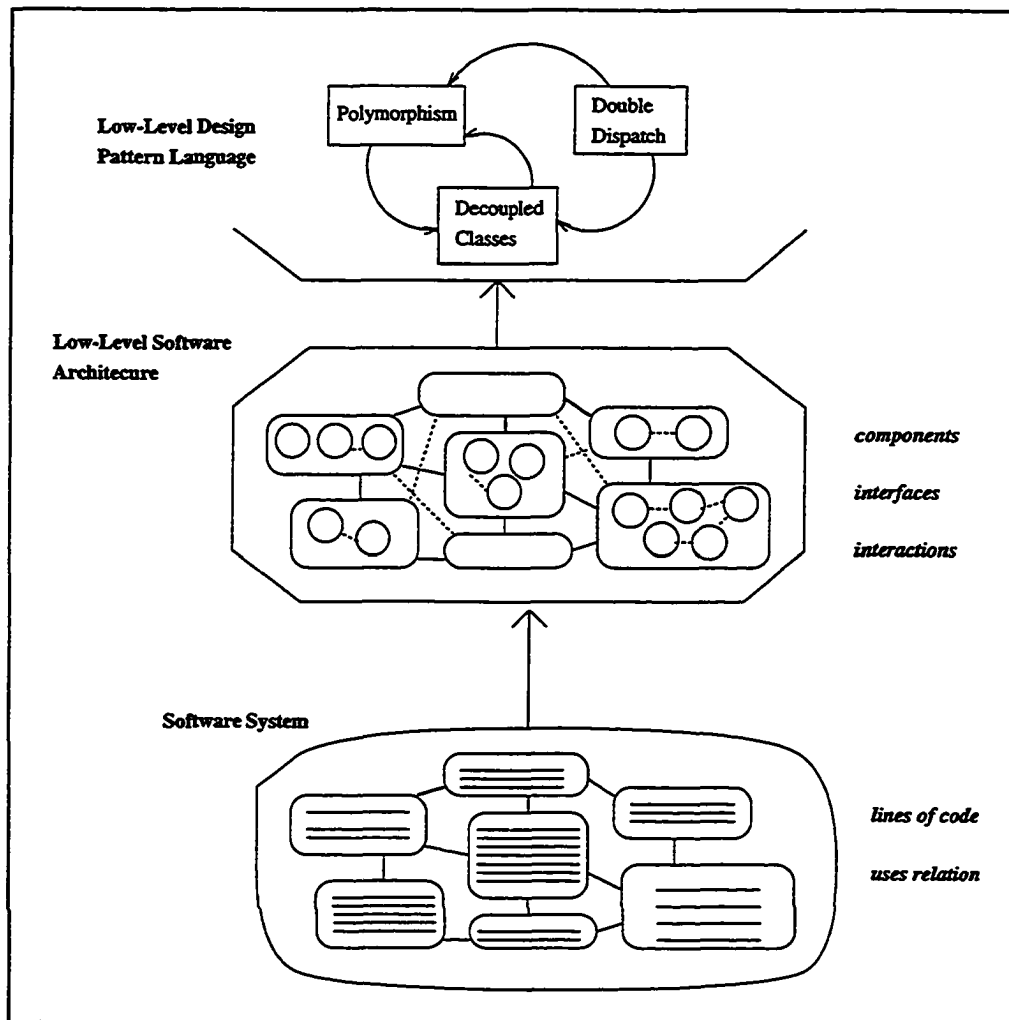 Low-Level Design
Pattern Language
Polymorphism
Double
Dispatch
Decoupled
Classes
Low-Level Software
Architecure
components
interfaces
interactions
Software System
lines of code
uses relation